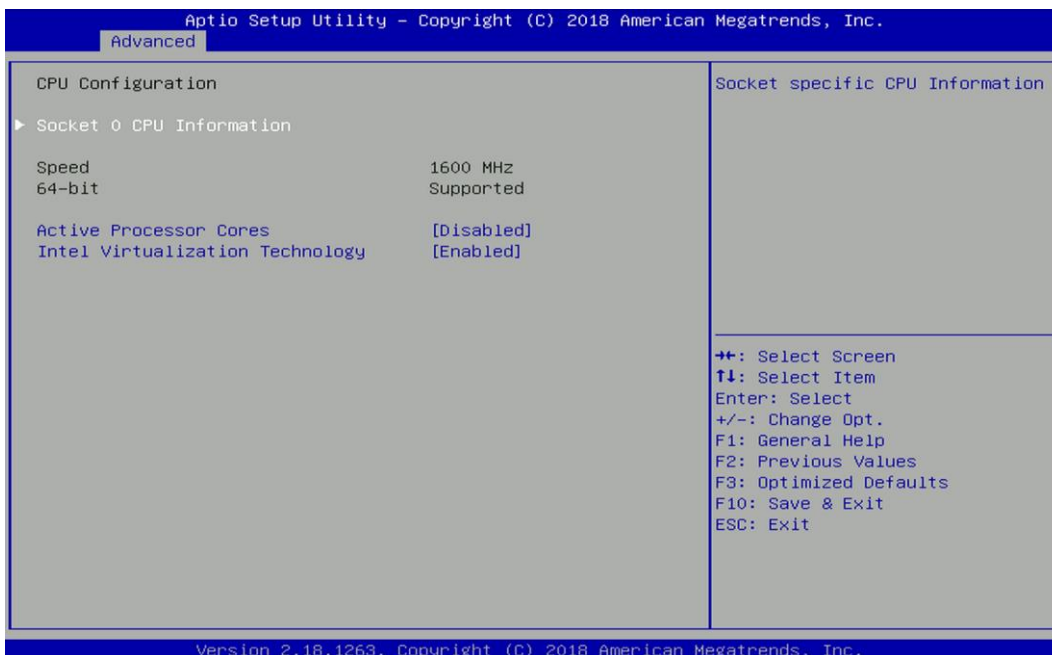 Aptio Setup Utility – Copyright (C) 2018 American Megatrends, Inc.
Advanced
CPU Configuration
Socket 0 CPU Information
Speed 1600 MHz
64-bit Supported
Active Processor Cores [Disabled]
Intel Virtualization Technology [Enabled]
Socket specific CPU Information
→←: Select Screen
↑↓: Select Item
Enter: Select
+/-: Change Opt.
F1: General Help
F2: Previous Values
F3: Optimized Defaults
F10: Save & Exit
ESC: Exit
Version 2.18.1263. Copyright (C) 2018 American Megatrends, Inc.